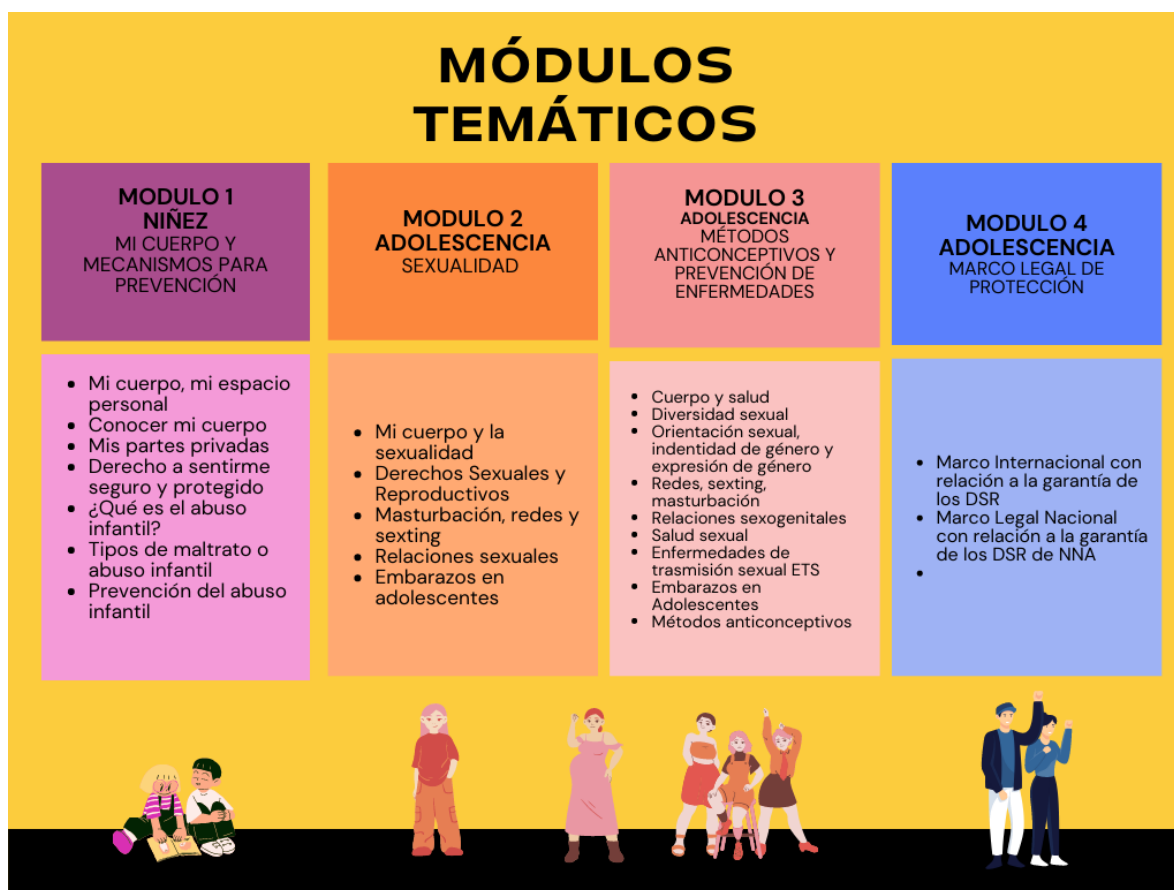 MÓDULOS
TEMÁTICOS
MODULO 1
NIÑEZ
MI CUERPO Y
MECANISMOS PARA
PREVENCIÓN
• Mi cuerpo, mi espacio
personal
• Conocer mi cuerpo
• Mis partes privadas
• Derecho a sentirme
seguro y protegido
• ¿Qué es el abuso
infantil?
• Tipos de maltrato o
abuso infantil
• Prevención del abuso
infantil
MODULO 2
ADOLESCENCIA
SEXUALIDAD
• Mi cuerpo y la
sexualidad
• Derechos Sexuales y
Reproductivos
• Masturbación, redes y
sexting
• Relaciones sexuales
• Embarazos en
adolescentes
MODULO 3
ADOLESCENCIA
MÉTODOS
ANTICONCEPTIVOS Y
PREVENCIÓN DE
ENFERMEDADES
• Cuerpo y salud
• Diversidad sexual
• Orientación sexual,
indentidad de género y
expresión de género
• Redes, sexting,
masturbación
• Relaciones sexogenitales
• Salud sexual
• Enfermedades de
trasmisión sexual ETS
• Embarazos en
Adolescentes
• Métodos anticonceptivos
MODULO 4
ADOLESCENCIA
MARCO LEGAL DE
PROTECCIÓN
• Marco Internacional con
relación a la garantía de
los DSR
• Marco Legal Nacional
con relación a la garantía
de los DSR de NNA
•